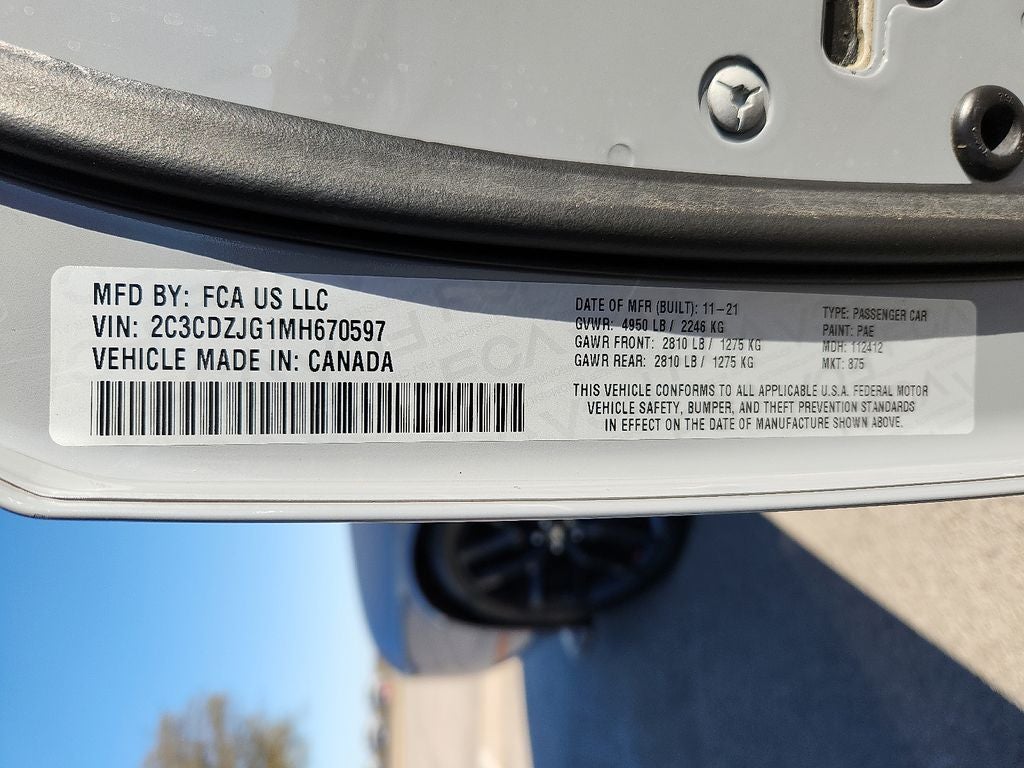 MFD BY: FCA US LLC
VIN: 2C3CDZJG1MH670597
VEHICLE MADE IN: CANADA
DATE OF MFR (BUILT): 11-21
GVWR: 4950 LB / 2246 KG
GAWR FRONT: 2810 LB / 1275 KG
GAWR REAR: 2810 LB / 1275 KG
TYPE: PASSENGER CAR
PAINT: PAE
MDH: 112412
MKT: 875
THIS VEHICLE CONFORMS TO ALL APPLICABLE U.S.A. FEDERAL MOTOR
VEHICLE SAFETY, BUMPER, AND THEFT PREVENTION STANDARDS
IN EFFECT ON THE DATE OF MANUFACTURE SHOWN ABOVE.